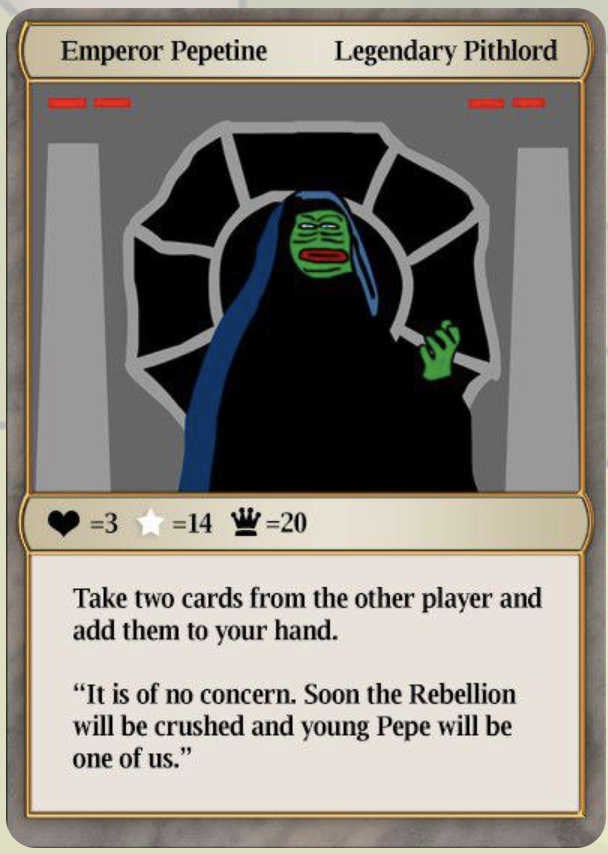 Emperor Pepetine Legendary Pithlord
=3 =14 =20
Take two cards from the other player and
add them to your hand.
“It is of no concern. Soon the Rebellion
will be crushed and young Pepe will be
one of us.”